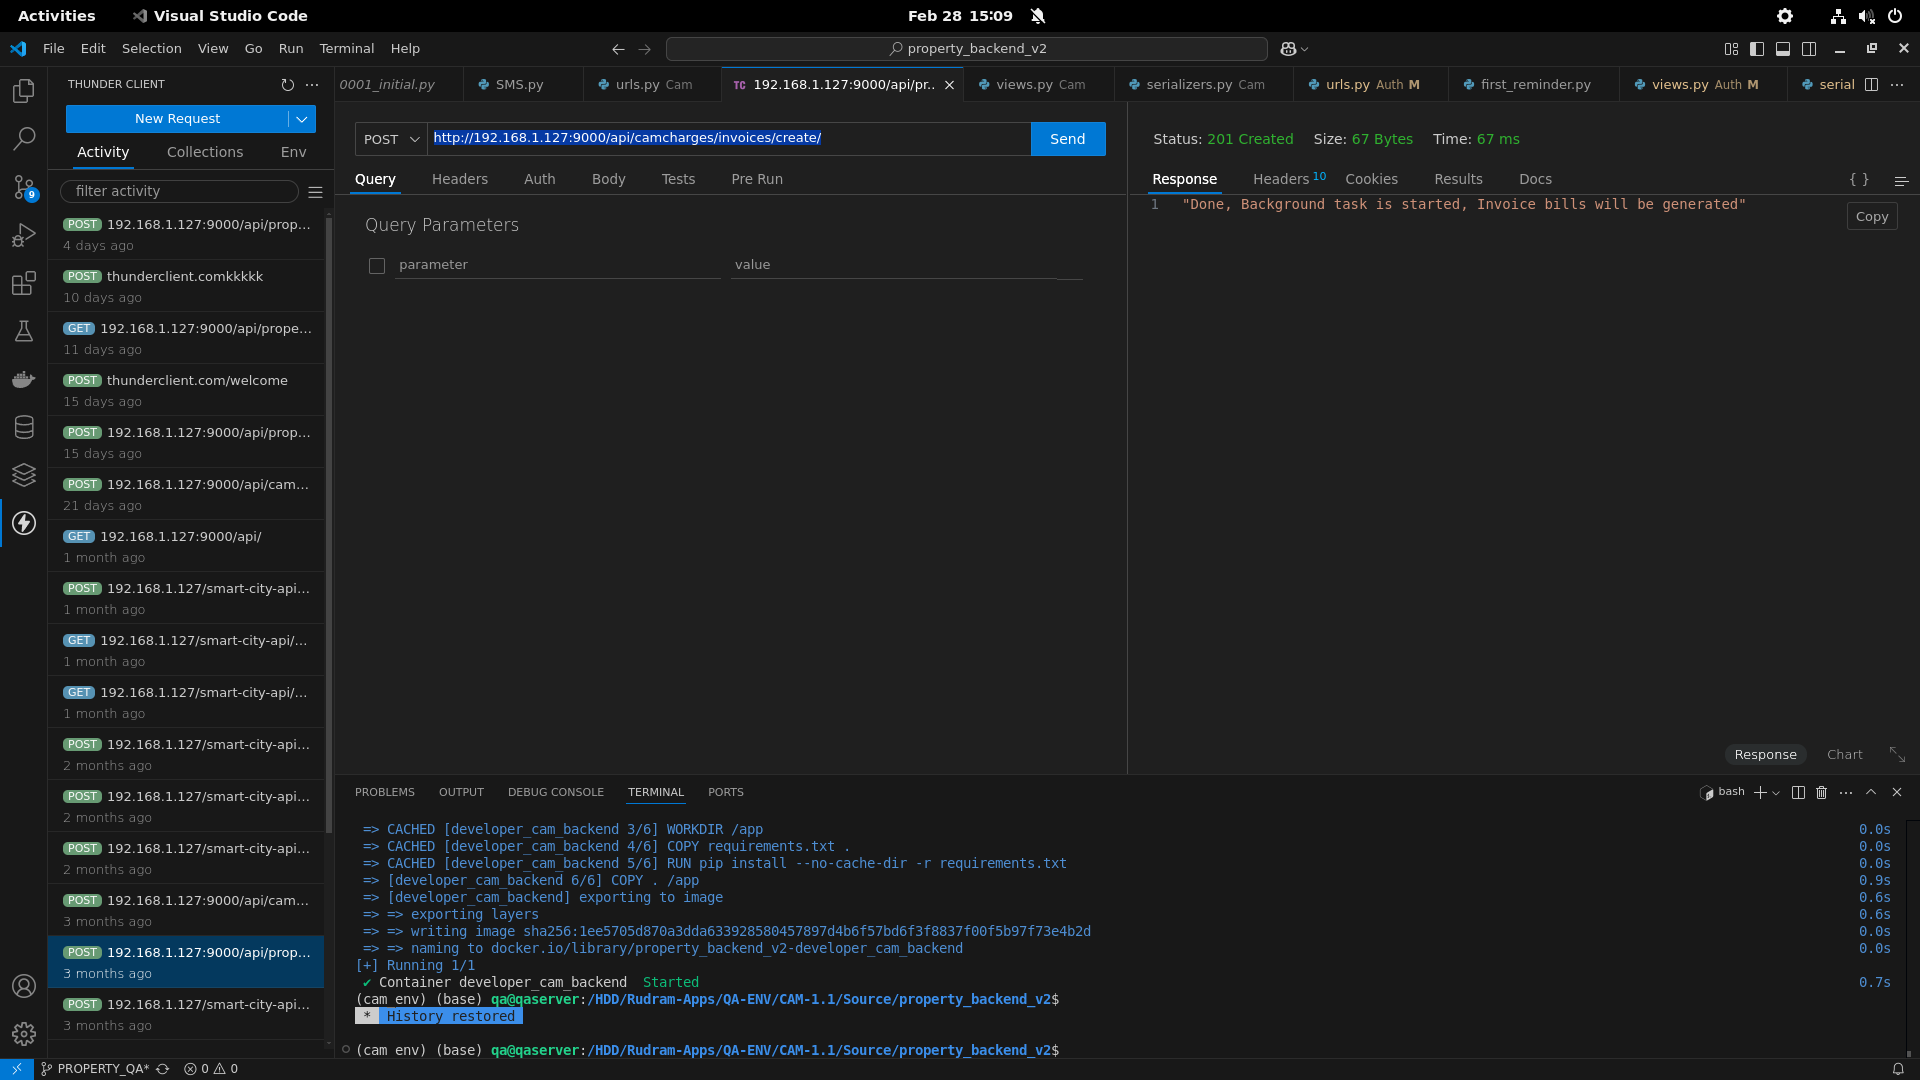 Activities
Visual Studio Code
Feb 28 15:09
File Edit Selection View Go Run Terminal Help
property_backend_v2
THUNDER CLIENT
New Request
Activity Collections Env
filter activity
POST 192.168.1.127:9000/api/prop...
4 days ago
POST thunderclient.comkkkkk
10 days ago
GET 192.168.1.127:9000/api/prope...
11 days ago
POST thunderclient.com/welcome
15 days ago
POST 192.168.1.127:9000/api/prop...
15 days ago
POST 192.168.1.127:9000/api/cam...
21 days ago
GET 192.168.1.127:9000/api/
1 month ago
POST 192.168.1.127/smart-city-api...
1 month ago
GET 192.168.1.127/smart-city-api/...
1 month ago
GET 192.168.1.127/smart-city-api/...
1 month ago
POST 192.168.1.127/smart-city-api...
2 months ago
POST 192.168.1.127/smart-city-api...
2 months ago
POST 192.168.1.127/smart-city-api...
2 months ago
POST 192.168.1.127:9000/api/cam...
3 months ago
POST 192.168.1.127:9000/api/prop...
3 months ago
POST 192.168.1.127/smart-city-api...
3 months ago
9
0001_initial.py SMS.py urls.py Cam TC 192.168.1.127:9000/api/pr.. views.py Cam serializers.py Cam urls.py Auth M first_reminder.py views.py Auth M serial
POST http://192.168.1.127:9000/api/camcharges/invoices/create/ Send
Query Headers Auth Body Tests Pre Run
Query Parameters
parameter value
Status: 201 Created Size: 67 Bytes Time: 67 ms
Response Headers 10 Cookies Results Docs { }
1 "Done, Background task is started, Invoice bills will be generated"
Copy
Response Chart
PROBLEMS OUTPUT DEBUG CONSOLE TERMINAL PORTS
bash
=> CACHED [developer_cam_backend 3/6] WORKDIR /app 0.0s
=> CACHED [developer_cam_backend 4/6] COPY requirements.txt . 0.0s
=> CACHED [developer_cam_backend 5/6] RUN pip install --no-cache-dir -r requirements.txt 0.0s
=> [developer_cam_backend 6/6] COPY . /app 0.9s
=> [developer_cam_backend] exporting to image 0.6s
=> => exporting layers 0.6s
=> => writing image sha256:1ee5705d870a3dda633928580457897d4b6f57bd6f3f8837f00f5b97f73e4b2d 0.0s
=> => naming to docker.io/library/property_backend_v2-developer_cam_backend 0.0s
[+] Running 1/1
✔ Container developer_cam_backend Started 0.7s
(cam env) (base) qa@qaserver:/HDD/Rudram-Apps/QA-ENV/CAM-1.1/Source/property_backend_v2$
* History restored
(cam env) (base) qa@qaserver:/HDD/Rudram-Apps/QA-ENV/CAM-1.1/Source/property_backend_v2$
PROPERTY_QA* 0 0